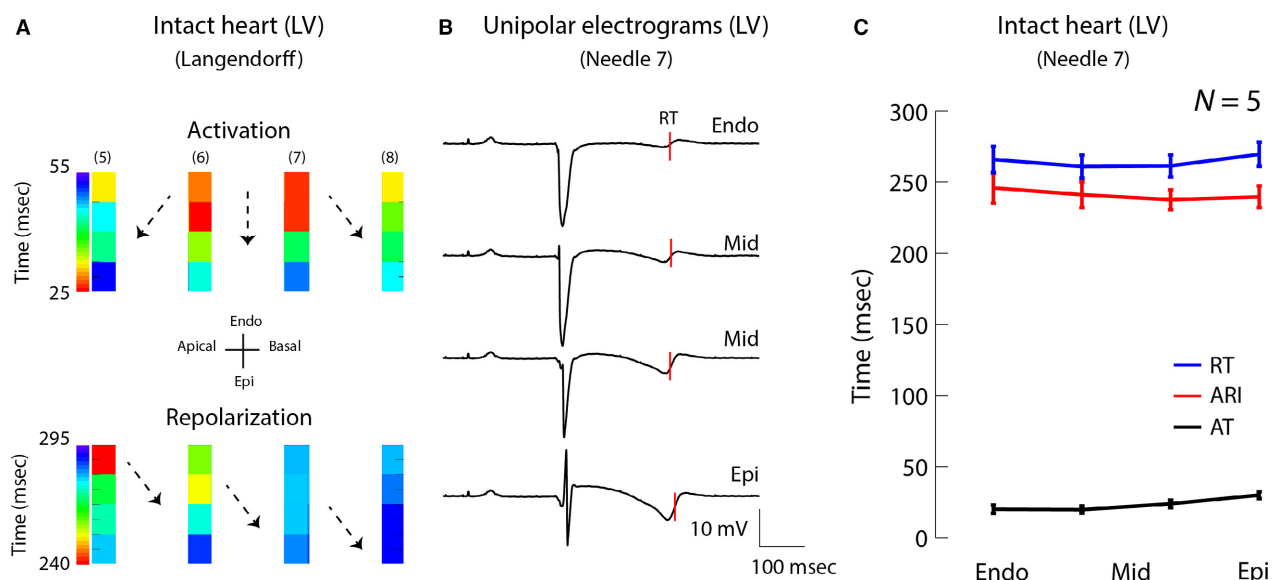 A
Intact heart (LV)
(Langendorff)
Activation
(5)
(6)
(7)
(8)
55
Time (msec)
25
Endo
Apical
Basal
Epi
Repolarization
295
Time (msec)
240
B
Unipolar electrograms (LV)
(Needle 7)
RT
Endo
Mid
Mid
Epi
10 mV
100 msec
C
Intact heart (LV)
(Needle 7)
N = 5
300
250
200
150
100
50
0
Time (msec)
RT
ARI
AT
Endo
Mid
Epi